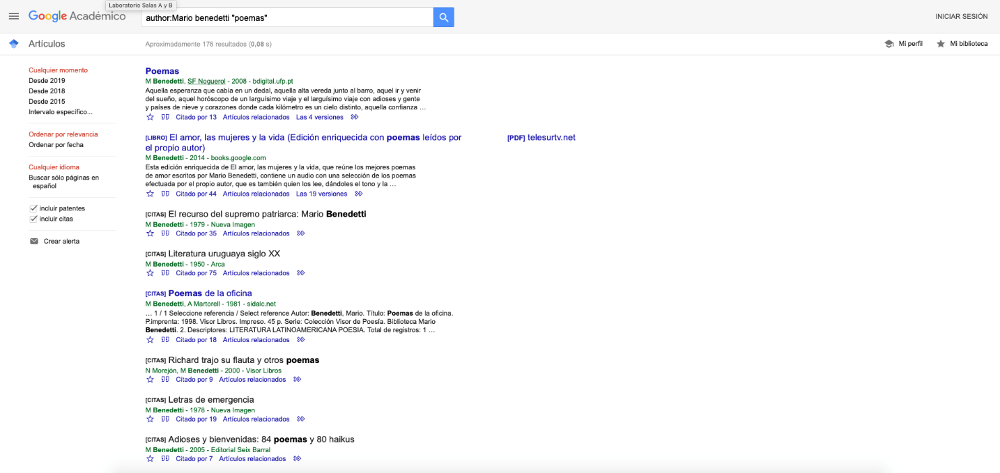 Laboratorio Salas A y B
Google Académico
author:Mario benedetti "poemas"
INICIAR SESIÓN
Artículos
Aproximadamente 176 resultados (0,08 s)
Mi perfil
Mi biblioteca
Cualquier momento
Desde 2019
Desde 2018
Desde 2015
Intervalo específico...
Ordenar por relevancia
Ordenar por fecha
Cualquier idioma
Buscar sólo páginas en
español
incluir patentes
incluir citas
Crear alerta
Poemas
M Benedetti, SF Noguerol - 2008 - bdigital.ufp.pt
Aquella esperanza que cabía en un dedal, aquella alta vereda junto al barro, aquel ir y venir
del sueño, aquel horóscopo de un larguísimo viaje y el larguísimo viaje con adioses y gente
y países de nieve y corazones donde cada kilómetro es un cielo distinto, aquella confianza …
Citado por 13 Artículos relacionados Las 4 versiones
[LIBRO] El amor, las mujeres y la vida (Edición enriquecida con poemas leídos por
el propio autor)
[PDF] telesurtv.net
M Benedetti - 2014 - books.google.com
Esta edición enriquecida de El amor, las mujeres y la vida, que reúne los mejores poemas
de amor escritos por Mario Benedetti, contiene un audio con una selección de los poemas
efectuada por el propio autor, que es también quien los lee, dándoles el tono y la …
Citado por 44 Artículos relacionados Las 19 versiones
[CITAS] El recurso del supremo patriarca: Mario Benedetti
M Benedetti - 1979 - Nueva Imagen
Citado por 35 Artículos relacionados
[CITAS] Literatura uruguaya siglo XX
M Benedetti - 1950 - Arca
Citado por 75 Artículos relacionados
[CITAS] Poemas de la oficina
M Benedetti, A Martorell - 1981 - sidalc.net
… 1 / 1 Seleccione referencia / Select reference Autor: Benedetti, Mario. Título: Poemas de la oficina.
P.imprenta: 1998. Visor Libros. Impreso. 45 p. Serie: Colección Visor de Poesía. Biblioteca Mario
Benedetti. 2. Descriptores: LITERATURA LATINOAMERICANA POESIA. Total de registros: 1 …
Citado por 18 Artículos relacionados
[CITAS] Richard trajo su flauta y otros poemas
N Morejón, M Benedetti - 2000 - Visor Libros
Citado por 9 Artículos relacionados
[CITAS] Letras de emergencia
M Benedetti - 1978 - Nueva Imagen
Citado por 19 Artículos relacionados
[CITAS] Adioses y bienvenidas: 84 poemas y 80 haikus
M Benedetti - 2005 - Editorial Seix Barral
Citado por 7 Artículos relacionados